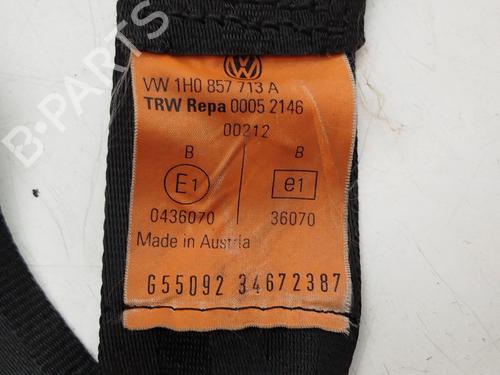 VW 1H0 857 713 A
TRW Repa 0005 2146
00212
B B
E1 e1
0436070 36070
Made in Austria
G55092 34672387
B-PARTS